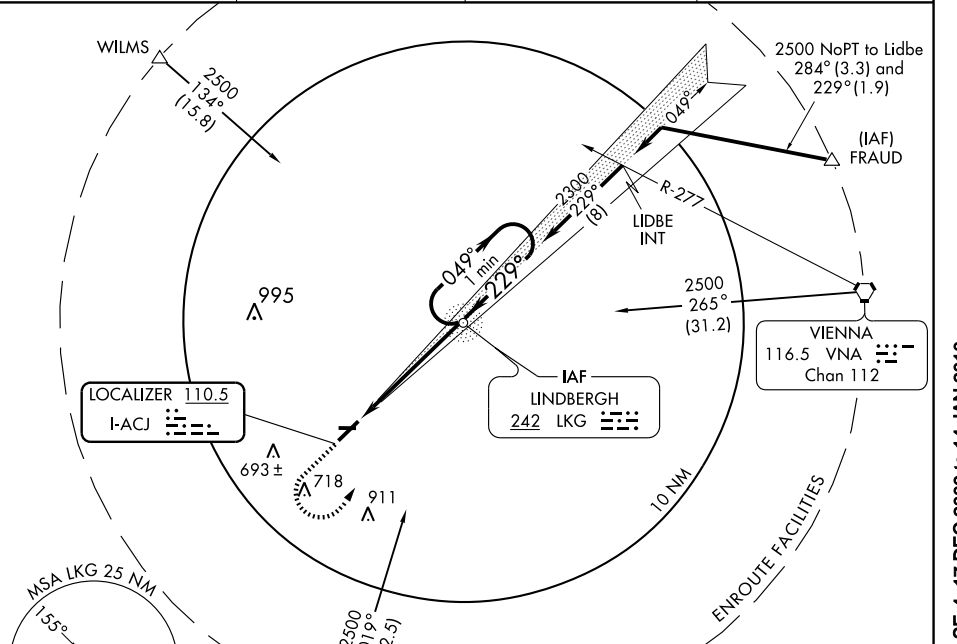 WILMS
2500
134°
(15.8)
2500 NoPT to Lidbe
284° (3.3) and
229° (1.9)
(IAF)
FRAUD
049°
2300
229°
(8)
R-277
LIDBE
INT
049°
1 min
229°
995
2500
265°
(31.2)
VIENNA
116.5 VNA
Chan 112
LOCALIZER 110.5
I-ACJ
IAF
LINDBERGH
242 LKG
693 ±
718
911
10 NM
ENROUTE FACILITIES
MSA LKG 25 NM
155°
2500
019°
2.5)